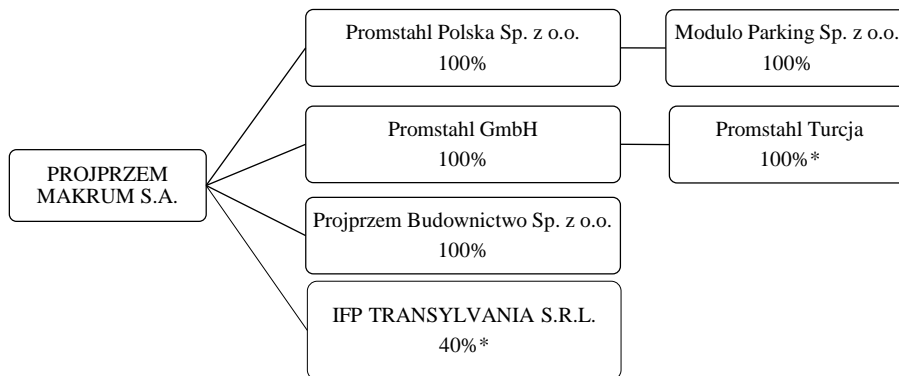 Promstahl Polska Sp. z o.o.
100%
Modulo Parking Sp. z o.o.
100%
Promstahl GmbH
100%
Promstahl Turcja
100%*
PROJPRZEM
MAKRUM S.A.
Projprzem Budownictwo Sp. z o.o.
100%
IFP TRANSYLVANIA S.R.L.
40%*